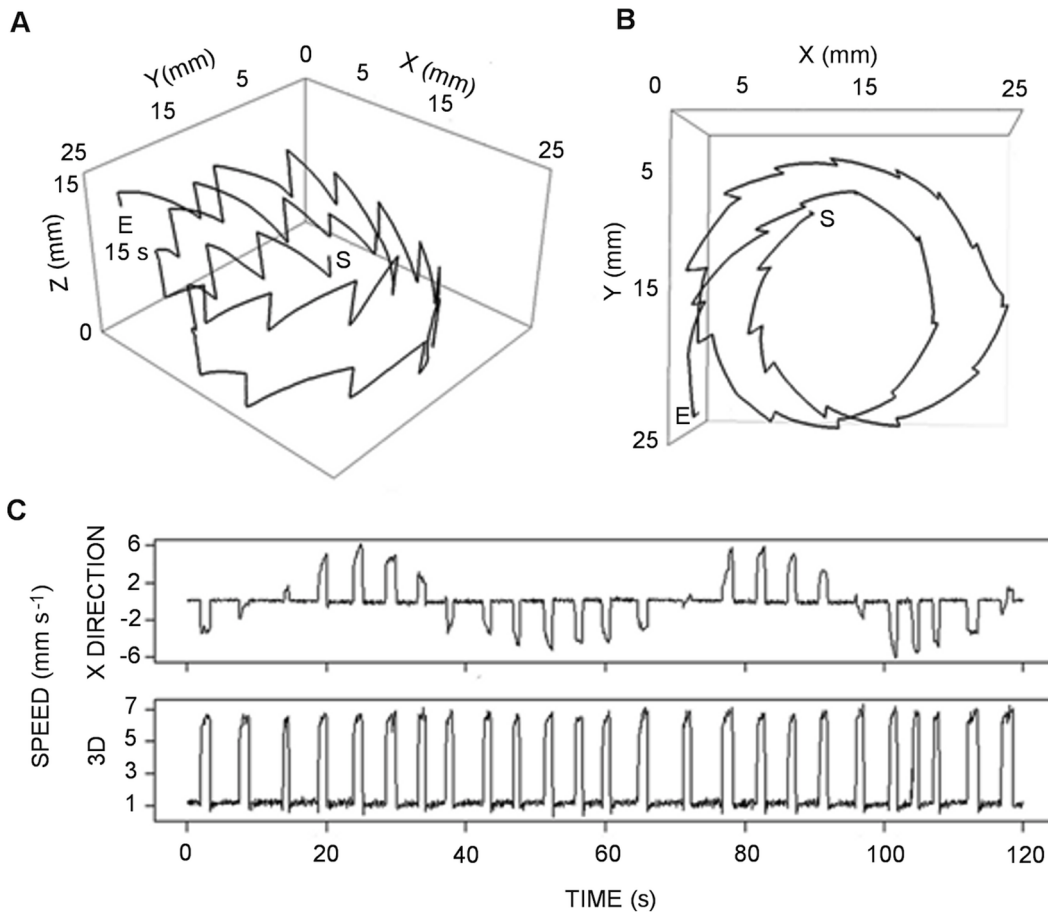 A
B
0
Y(mm)
5
15
25
X (mm)
5
15
25
15
Z (mm)
0
E
15 s
S
X (mm)
0
5
15
25
5
Y (mm)
15
25
S
E
C
SPEED (mm s-1)
X DIRECTION
6
2
-2
-6
3D
7
5
3
1
0 20 40 60 80 100 120
TIME (s)